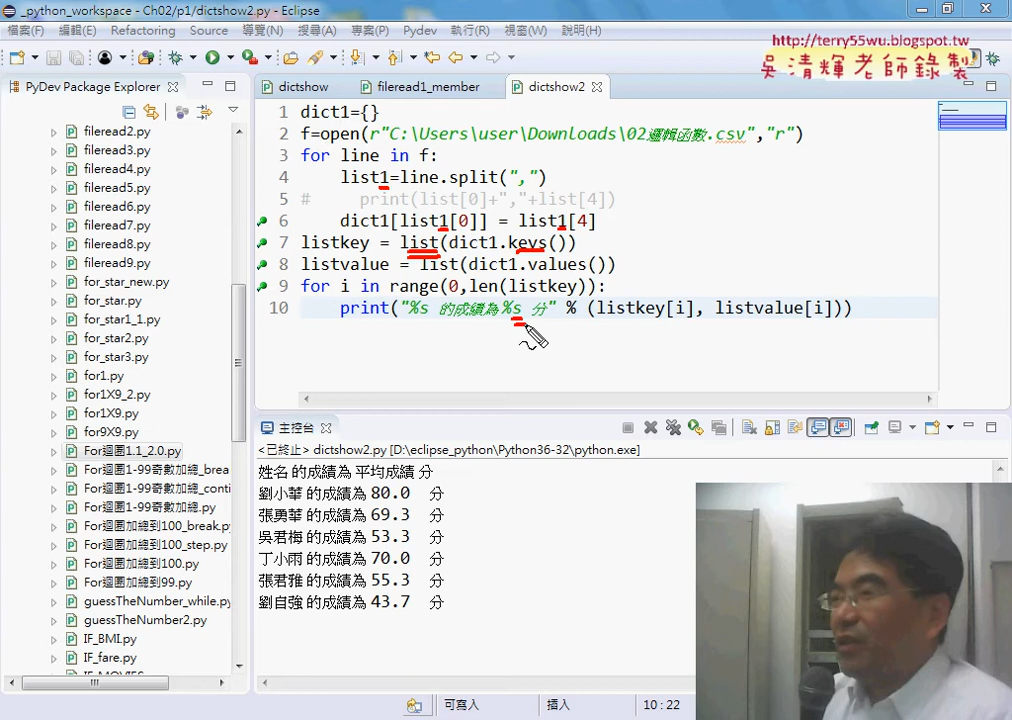 _python_workspace - Ch02/p1/dictshow2.py - Eclipse
檔案(F) 編輯(E) Refactoring Source 導覽(N) 搜尋(A) 專案(P) Pydev 執行(R) 視窗(W) 說明(H)
http://terry55wu.blogspot.tw
吳清輝老師錄製
PyDev Package Explorer
fileread2.py
fileread3.py
fileread4.py
fileread5.py
fileread6.py
fileread7.py
fileread8.py
fileread9.py
for_star_new.py
for_star.py
for_star1_1.py
for_star2.py
for_star3.py
for1.py
for1X9_2.py
for1X9.py
for9X9.py
For迴圈1.1_2.0.py
For迴圈1-99奇數加總_brea
For迴圈1-99奇數加總_conti
For迴圈1-99奇數加總.py
For迴圈加總到100_break.p
For迴圈加總到100_step.py
For迴圈加總到100.py
For迴圈加總到99.py
guessTheNumber_while.py
guessTheNumber2.py
IF_BMI.py
IF_fare.py
IF_MOVIES
dictshow fileread1_member dictshow2
1 dict1={}
2 f=open(r"C:\Users\user\Downloads\02邏輯函數.csv","r")
3 for line in f:
4 list1=line.split(",")
5 # print(list[0]+","+list[4])
6 dict1[list1[0]] = list1[4]
7 listkey = list(dict1.keys())
8 listvalue = list(dict1.values())
9 for i in range(0,len(listkey)):
10 print("%s 的成績為%s 分" % (listkey[i], listvalue[i]))
主控台
<已終止> dictshow2.py [D:\eclipse_python\Python36-32\python.exe]
姓名 的成績為 平均成績 分
劉小華 的成績為 80.0 分
張勇華 的成績為 69.3 分
吳君梅 的成績為 53.3 分
丁小雨 的成績為 70.0 分
張君雅 的成績為 55.3 分
劉自強 的成績為 43.7 分
可寫入 插入 10 : 22